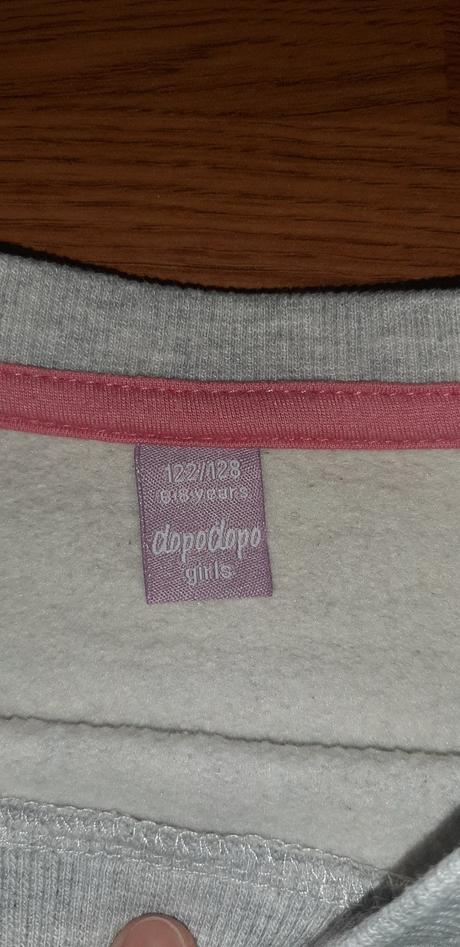 122/128
6-8 years
dopodopo
girls